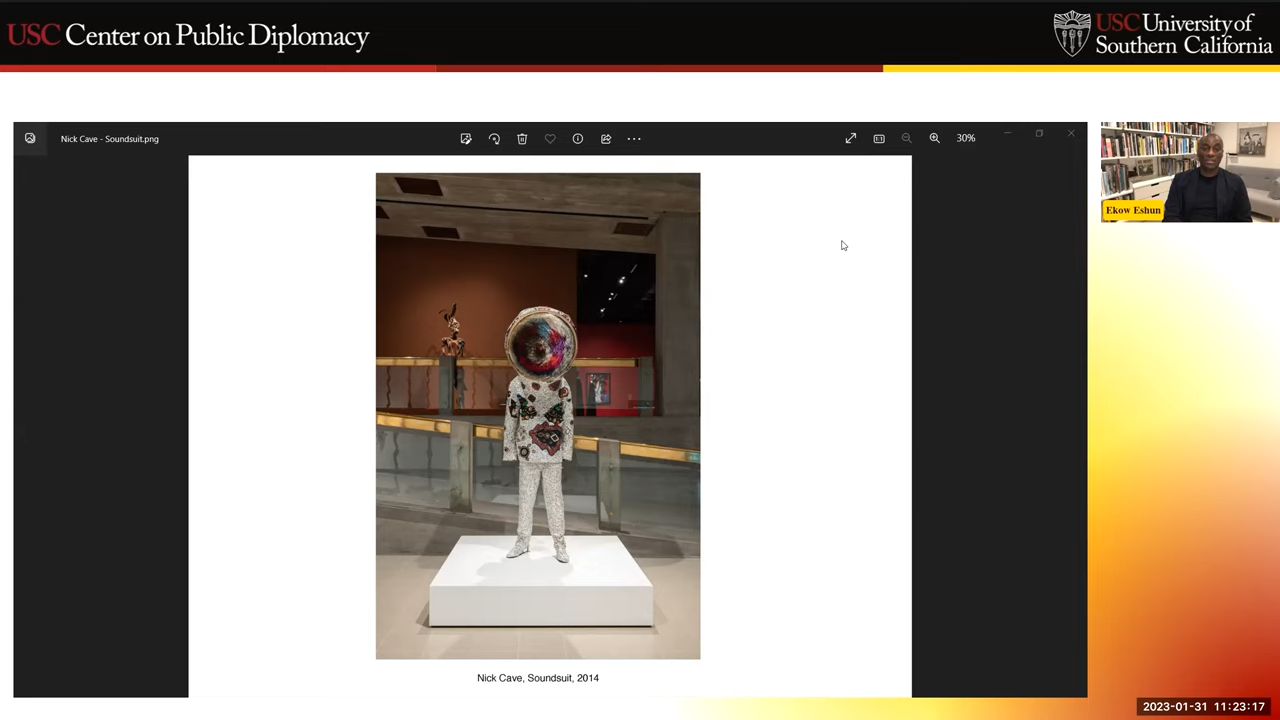 USC Center on Public Diplomacy
USC University of
Southern California
Nick Cave - Soundsuit.png
30%
Ekow Eshun
Nick Cave, Soundsuit, 2014
2023-01-31 11:23:17